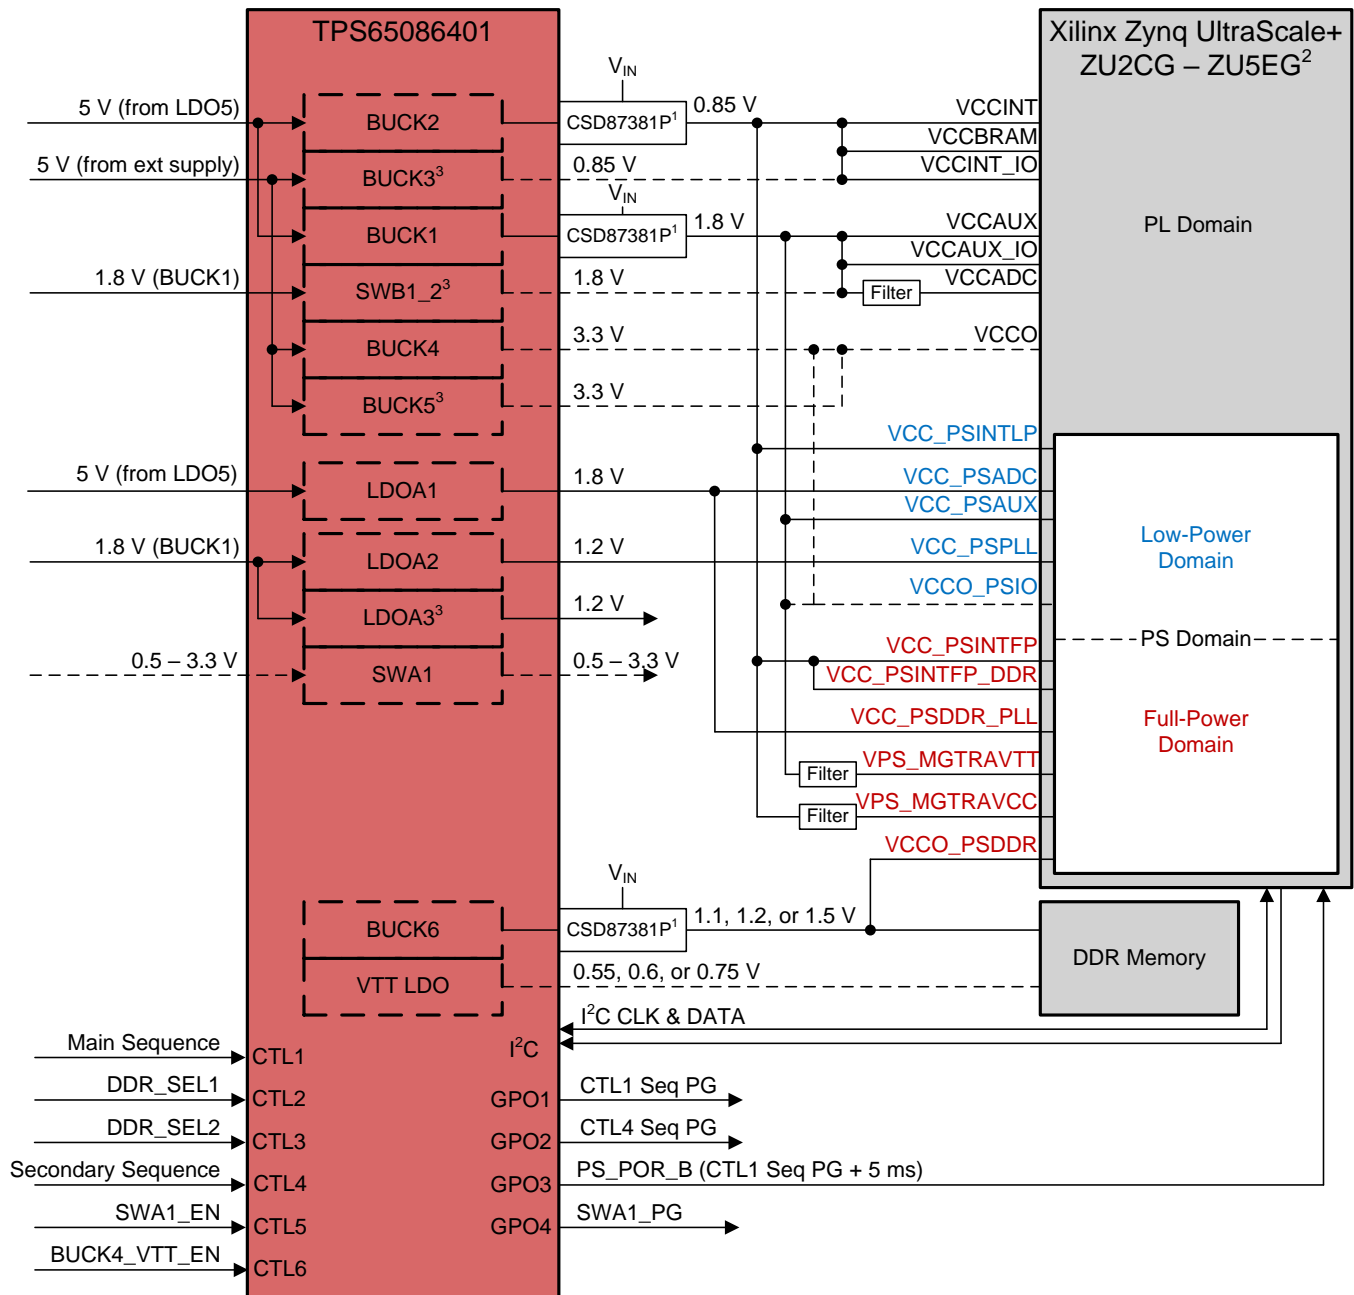 TPS65086401
Xilinx Zynq UltraScale+
ZU2CG – ZU5EG²
5 V (from LDO5)
BUCK2
V_IN
CSD87381P¹
0.85 V
VCCINT
VCCBRAM
5 V (from ext supply)
BUCK3³
0.85 V
VCCINT_IO
V_IN
BUCK1
CSD87381P¹
1.8 V
VCCAUX
PL Domain
VCCAUX_IO
1.8 V (BUCK1)
SWB1_2³
1.8 V
Filter
VCCADC
BUCK4
3.3 V
VCCO
BUCK5³
3.3 V
VCC_PSINTLP
5 V (from LDO5)
LDOA1
1.8 V
VCC_PSADC
VCC_PSAUX
1.8 V (BUCK1)
LDOA2
1.2 V
VCC_PSPLL
Low-Power
Domain
VCCO_PSIO
LDOA3³
1.2 V
PS Domain
VCC_PSINTFP
0.5 – 3.3 V
SWA1
0.5 – 3.3 V
VCC_PSINTFP_DDR
VCC_PSDDR_PLL
Full-Power
Domain
Filter
VPS_MGTRAVTT
Filter
VPS_MGTRAVCC
VCCO_PSDDR
V_IN
BUCK6
CSD87381P¹
1.1, 1.2, or 1.5 V
DDR Memory
VTT LDO
0.55, 0.6, or 0.75 V
I²C CLK & DATA
Main Sequence
CTL1
I²C
DDR_SEL1
CTL2
GPO1
CTL1 Seq PG
DDR_SEL2
CTL3
GPO2
CTL4 Seq PG
Secondary Sequence
CTL4
GPO3
PS_POR_B (CTL1 Seq PG + 5 ms)
SWA1_EN
CTL5
GPO4
SWA1_PG
BUCK4_VTT_EN
CTL6